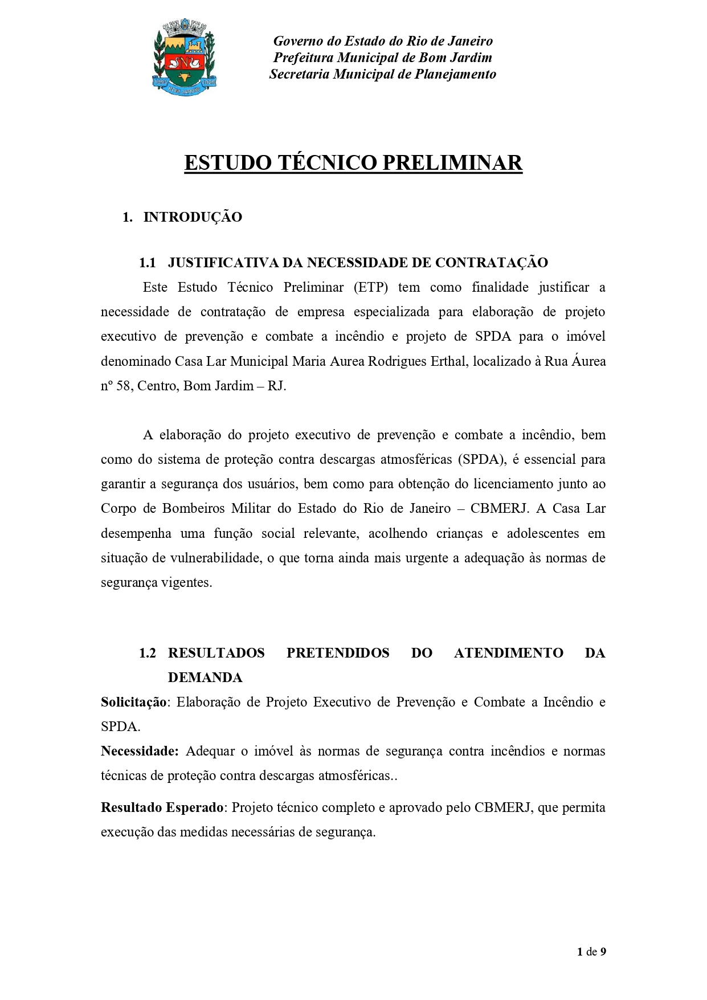 Governo do Estado do Rio de Janeiro
Prefeitura Municipal de Bom Jardim
Secretaria Municipal de Planejamento
1893 1929
BOM JARDIM
N
ESTUDO TÉCNICO PRELIMINAR
1. INTRODUÇÃO
1.1 JUSTIFICATIVA DA NECESSIDADE DE CONTRATAÇÃO
Este Estudo Técnico Preliminar (ETP) tem como finalidade justificar a
necessidade de contratação de empresa especializada para elaboração de projeto
executivo de prevenção e combate a incêndio e projeto de SPDA para o imóvel
denominado Casa Lar Municipal Maria Aurea Rodrigues Erthal, localizado à Rua Áurea
nº 58, Centro, Bom Jardim – RJ.
A elaboração do projeto executivo de prevenção e combate a incêndio, bem
como do sistema de proteção contra descargas atmosféricas (SPDA), é essencial para
garantir a segurança dos usuários, bem como para obtenção do licenciamento junto ao
Corpo de Bombeiros Militar do Estado do Rio de Janeiro – CBMERJ. A Casa Lar
desempenha uma função social relevante, acolhendo crianças e adolescentes em
situação de vulnerabilidade, o que torna ainda mais urgente a adequação às normas de
segurança vigentes.
1.2 RESULTADOS PRETENDIDOS DO ATENDIMENTO DA
DEMANDA
Solicitação: Elaboração de Projeto Executivo de Prevenção e Combate a Incêndio e
SPDA.
Necessidade: Adequar o imóvel às normas de segurança contra incêndios e normas
técnicas de proteção contra descargas atmosféricas..
Resultado Esperado: Projeto técnico completo e aprovado pelo CBMERJ, que permita
execução das medidas necessárias de segurança.
1 de 9